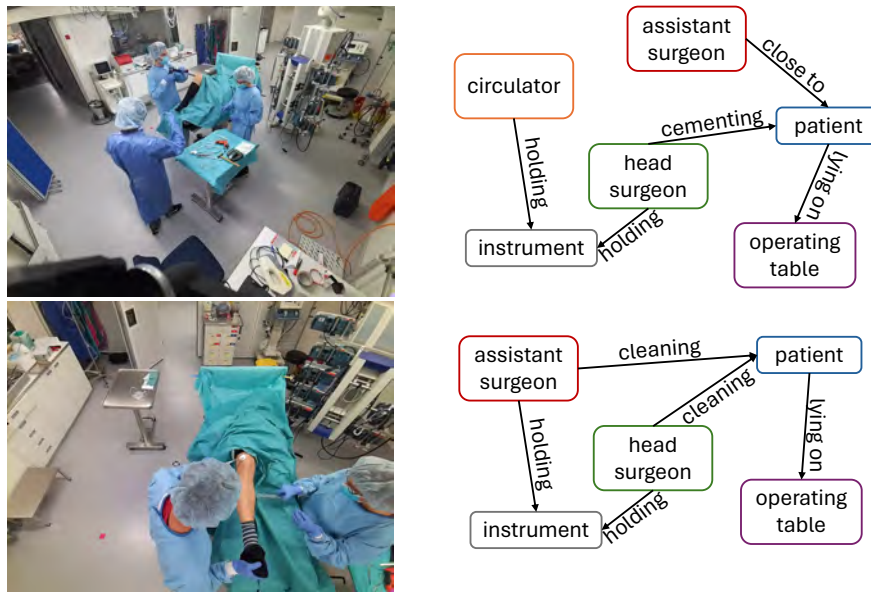 assistant
surgeon
close to
circulator
cementing
patient
holding
head
surgeon
lying on
holding
instrument
operating
table
assistant
surgeon
cleaning
patient
cleaning
holding
head
surgeon
lying on
holding
instrument
operating
table